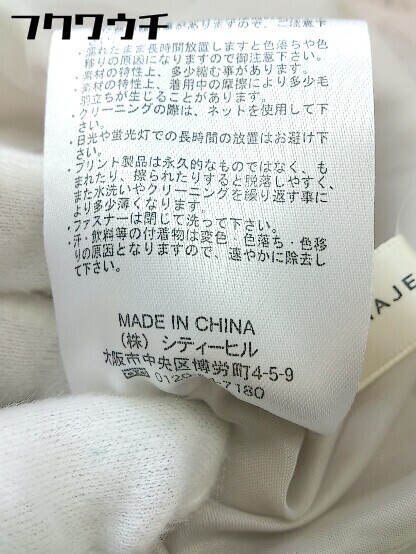 フクウウチ
・濡れたまま長時間放置しますと色落ちや色
移りの原因になりますので御注意下さい。
・素材の特性上、多少縮む事があります。
・素材の特性上、着用中の摩擦により多少毛
羽立ちが生じることがあります。
・クリーニングの際は、ネットを使用して下
さい。
・日光や蛍光灯での長時間の放置はお避け下
さい。
・プリント製品は永久的なものではなく、も
まれたり、擦られたりすると脱落しやすく、
また水洗いやクリーニングを繰り返す事に
より多少薄くなります。
・ファスナーは閉じて洗って下さい。
・汗・飲料等の付着物は変色・色落ち・色移
りの原因となりますので、速やかに除去し
て下さい。
MADE IN CHINA
(株) シティーヒル
大阪市中央区博労町4-5-9
0120 7180
AJE